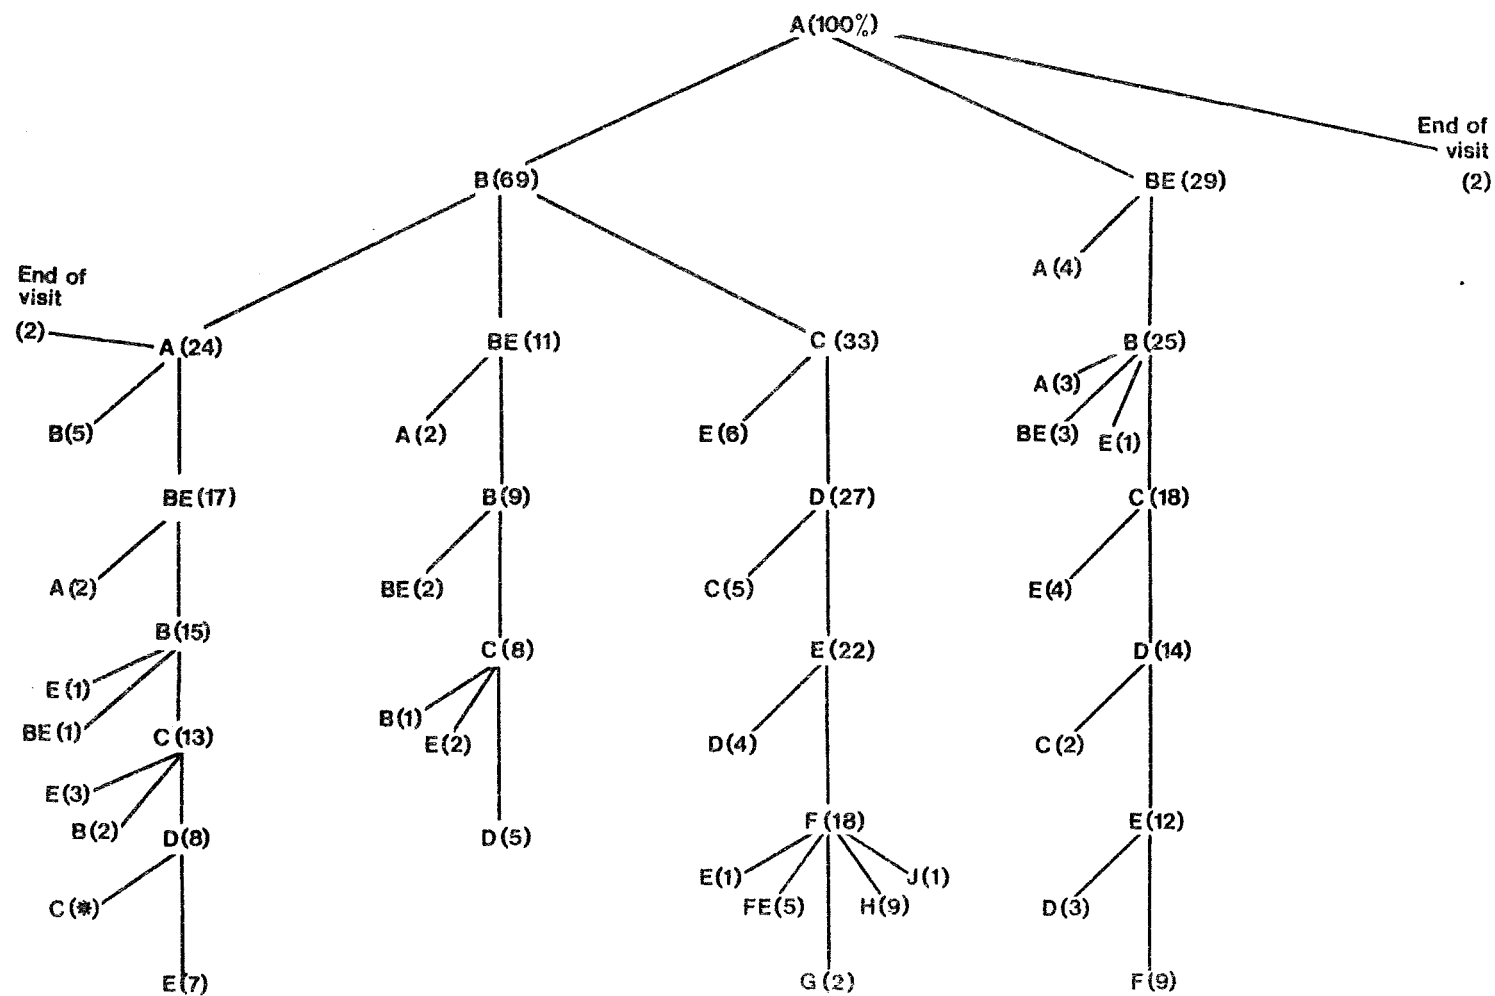 A(100%)
End of
visit
(2)
B(69)
BE(29)
A(4)
End of
visit
(2)
A(24)
BE(11)
C(33)
B(25)
A(3)
B(5)
A(2)
E(6)
BE(3)
E(1)
BE(17)
B(9)
D(27)
C(18)
A(2)
BE(2)
C(5)
E(4)
B(15)
C(8)
E(22)
D(14)
E(1)
BE(1)
C(13)
B(1)
E(2)
D(4)
C(2)
E(3)
B(2)
D(8)
D(5)
F(18)
E(12)
E(1)
J(1)
C(*)
FE(5)
H(9)
D(3)
E(7)
G(2)
F(9)